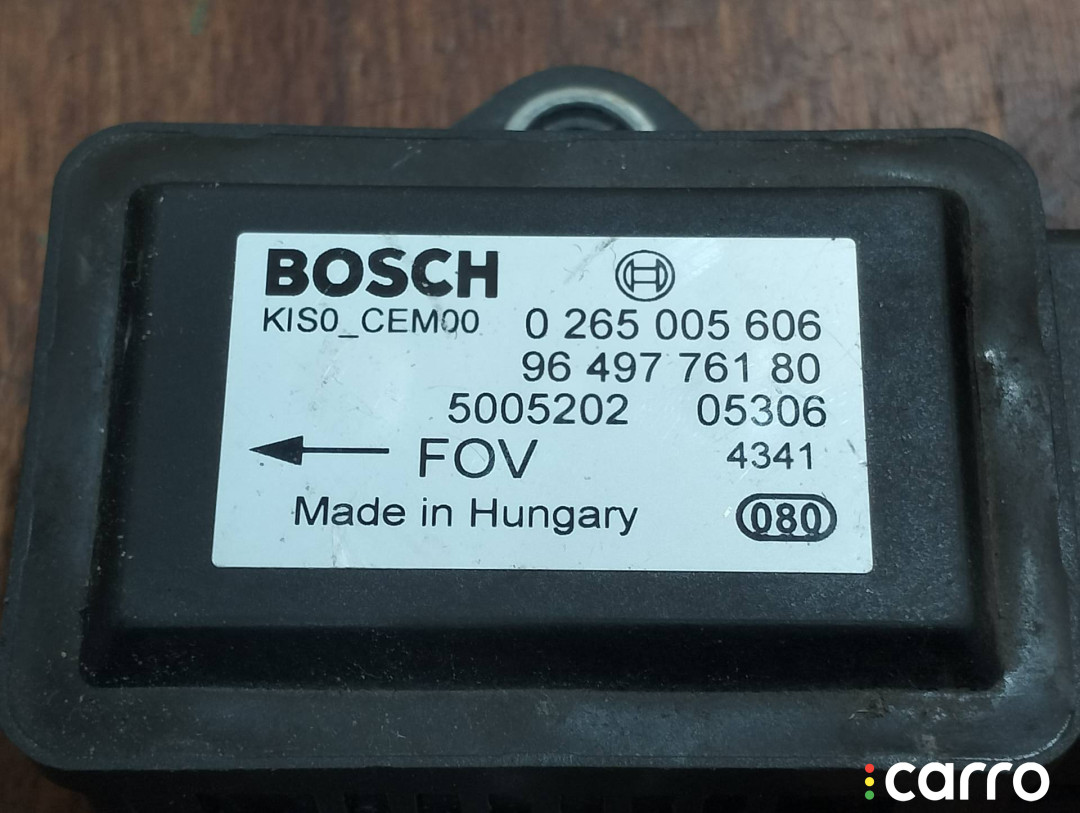 BOSCH
KIS0_CEM00 0 265 005 606
96 497 761 80
5005202 05306
FOV 4341
Made in Hungary 080
carro